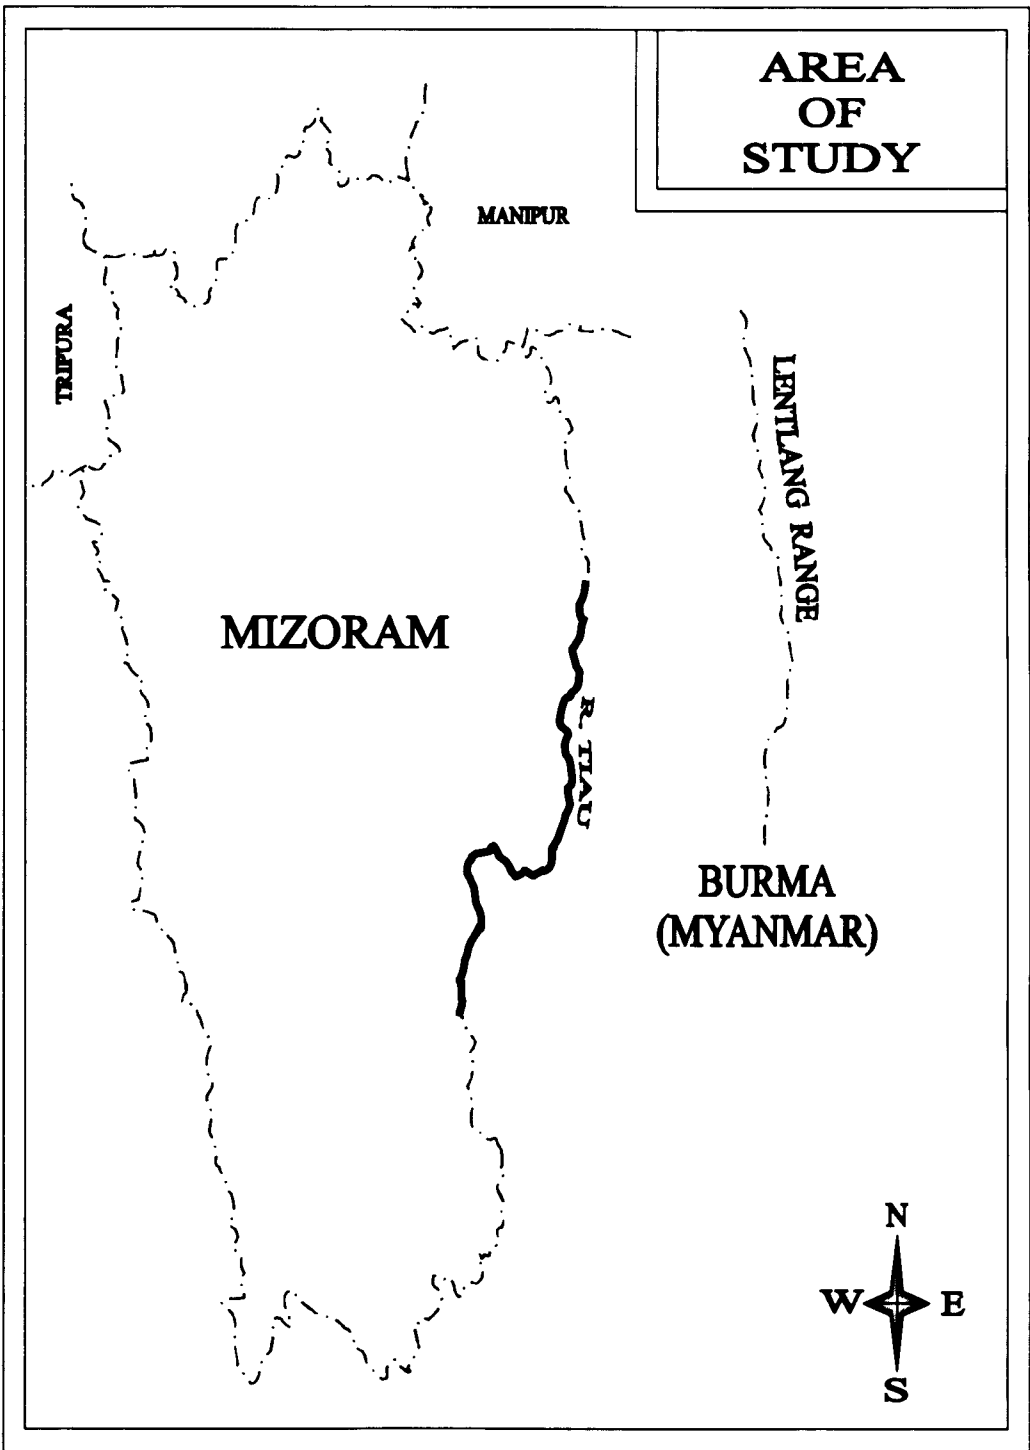 AREA
OF
STUDY
MANIPUR
TRIPURA
LENTLANG RANGE
MIZORAM
R. TIAU
BURMA
(MYANMAR)
N
W E
S